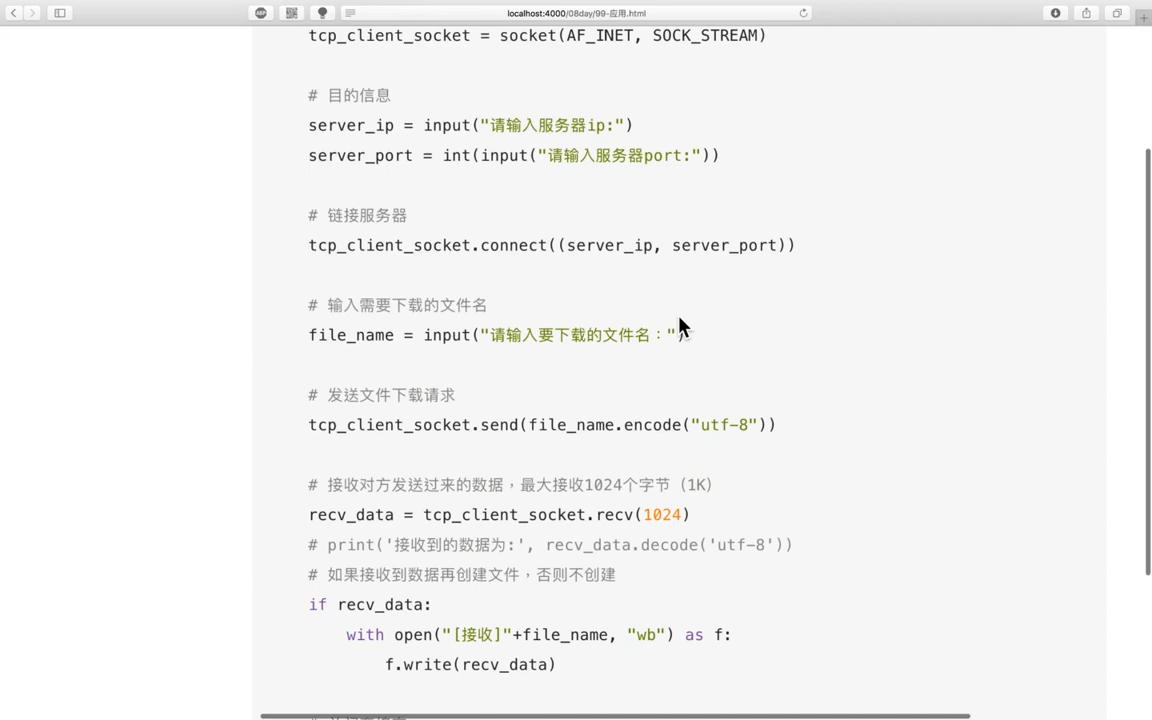 localhost:4000/08day/99-应用.html
tcp_client_socket = socket(AF_INET, SOCK_STREAM)
# 目的信息
server_ip = input("请输入服务器ip:")
server_port = int(input("请输入服务器port:"))
# 链接服务器
tcp_client_socket.connect((server_ip, server_port))
# 输入需要下载的文件名
file_name = input("请输入要下载的文件名：")
# 发送文件下载请求
tcp_client_socket.send(file_name.encode("utf-8"))
# 接收对方发送过来的数据，最大接收1024个字节（1K）
recv_data = tcp_client_socket.recv(1024)
# print('接收到的数据为:', recv_data.decode('utf-8'))
# 如果接收到数据再创建文件，否则不创建
if recv_data:
    with open("[接收]"+file_name, "wb") as f:
        f.write(recv_data)